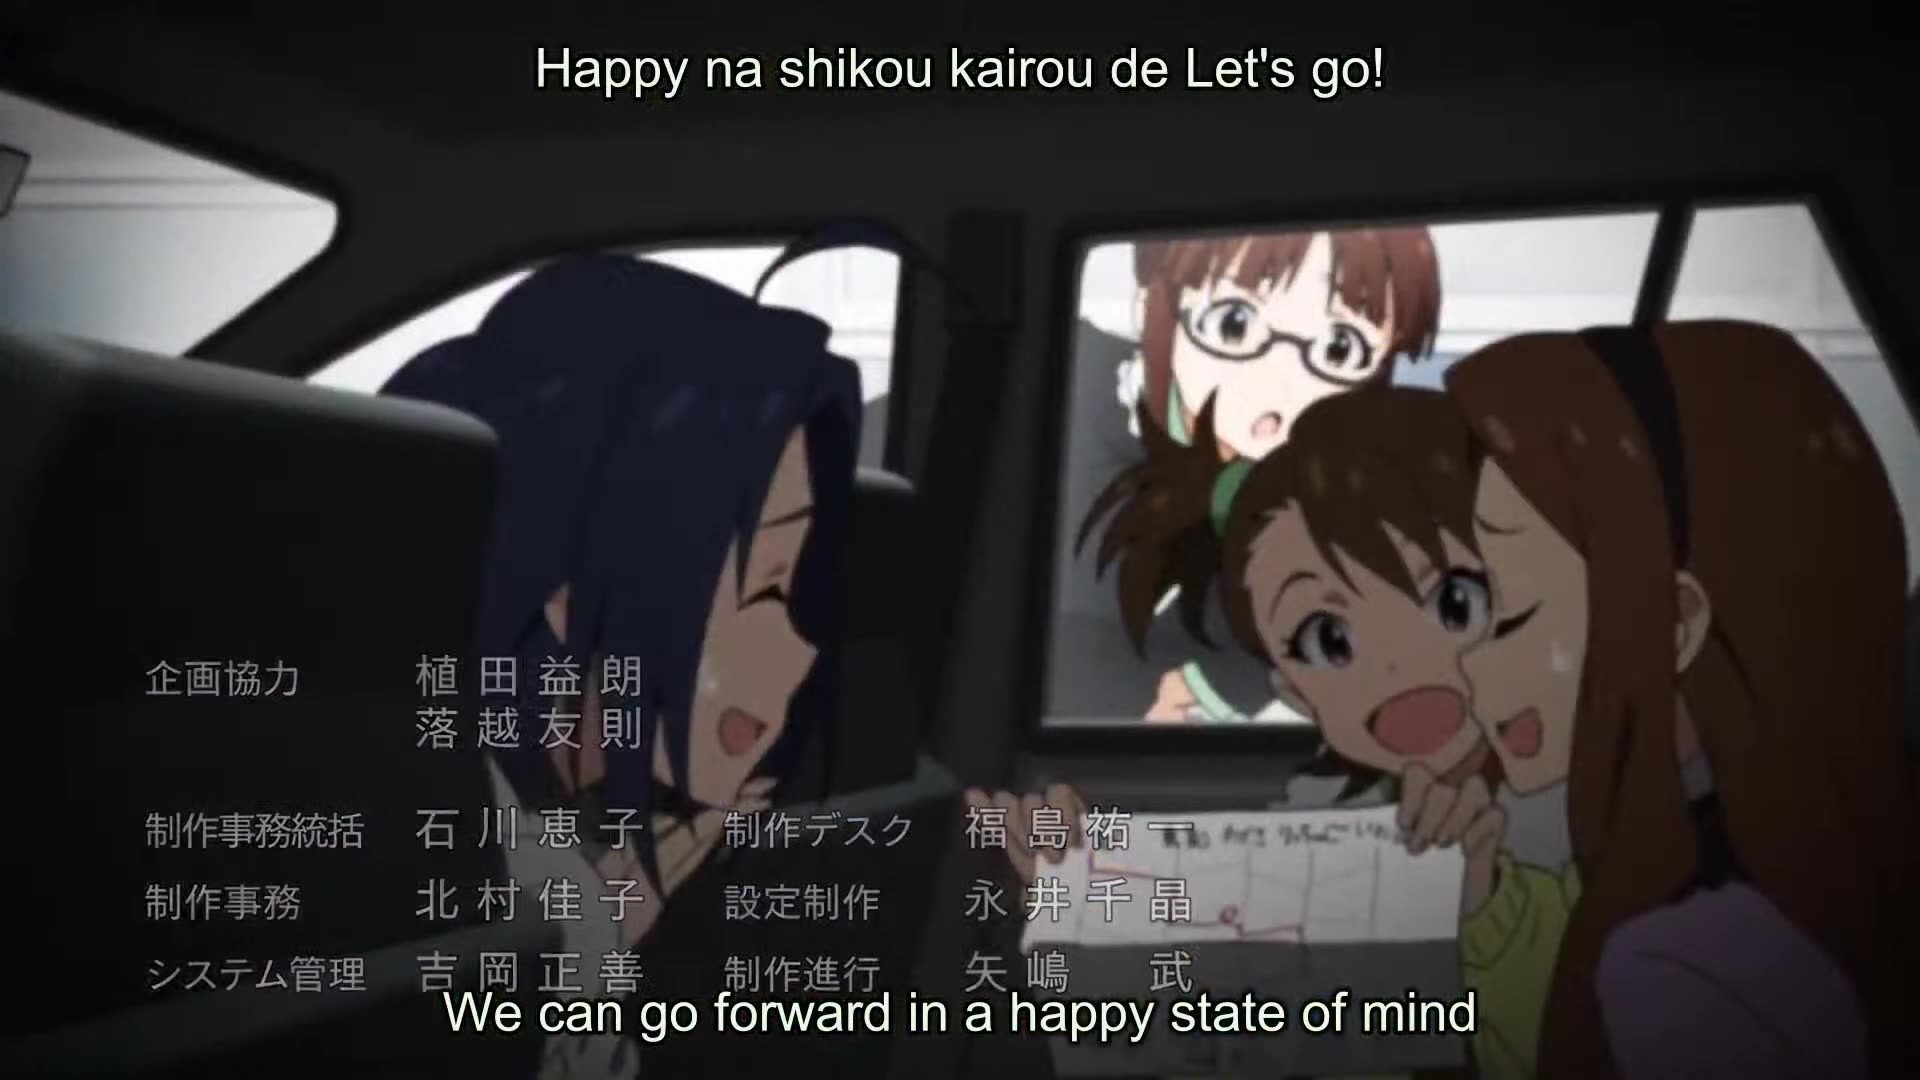 Happy na shikou kairou de Let's go!
企画協力 植田益朗
落越友則
制作事務統括 石川恵子 制作デスク 福島祐一
制作事務 北村佳子 設定制作 永井千晶
システム管理 吉岡正善 制作進行 矢嶋 武
We can go forward in a happy state of mind